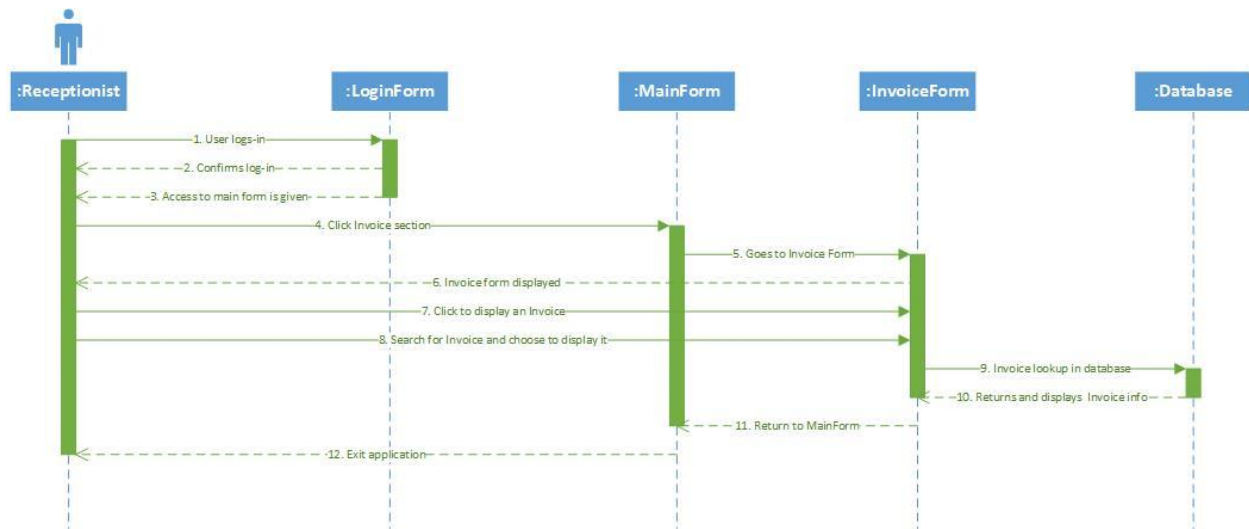 :Receptionist
:LoginForm
:MainForm
:InvoiceForm
:Database
1. User logs-in
2. Confirms log-in
3. Access to main form is given
4. Click Invoice section
5. Goes to Invoice Form
6. Invoice form displayed
7. Click to display an Invoice
8. Search for Invoice and choose to display it
9. Invoice lookup in database
10. Returns and displays Invoice info
11. Return to MainForm
12. Exit application